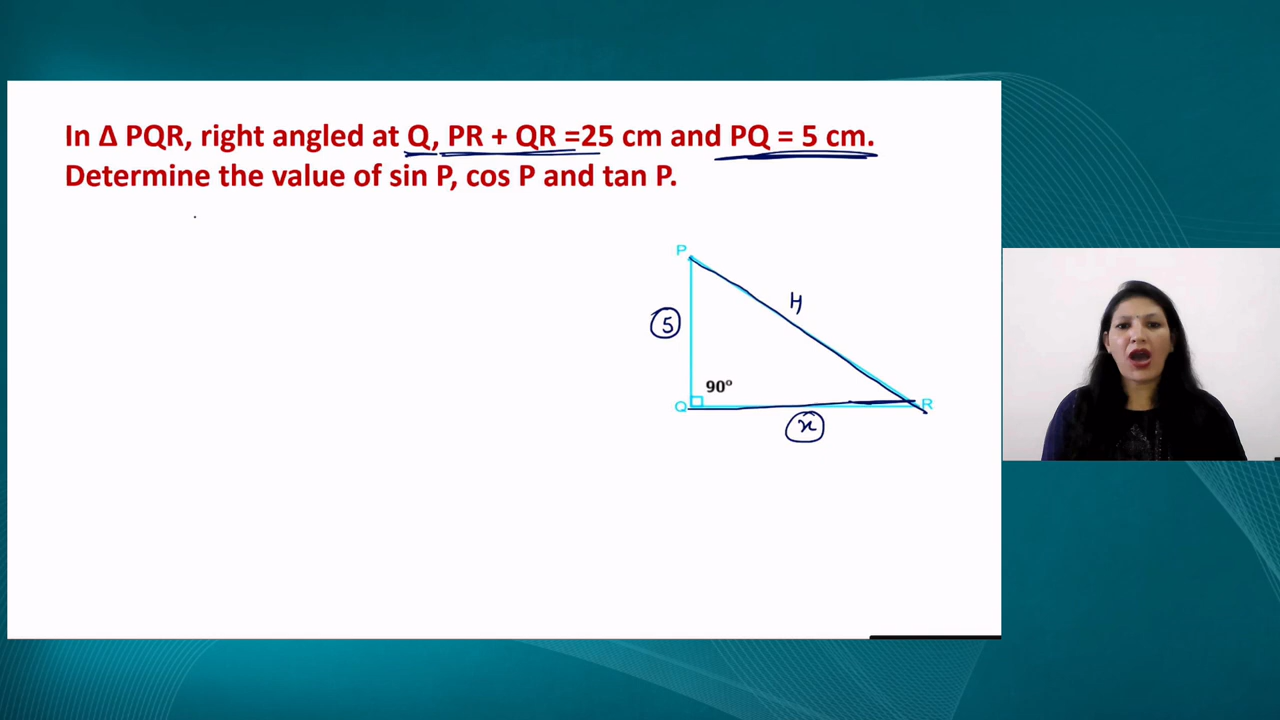 In Δ PQR, right angled at Q, PR + QR =25 cm and PQ = 5 cm.
Determine the value of sin P, cos P and tan P.
P
H
5
90º
Q
R
x